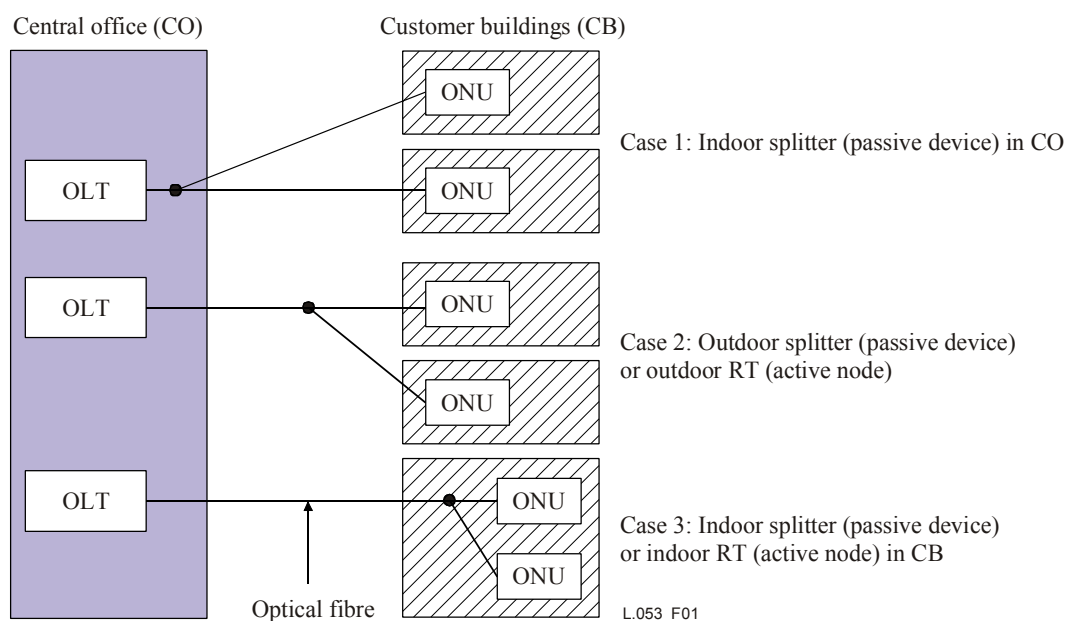 Central office (CO)
Customer buildings (CB)
ONU
Case 1: Indoor splitter (passive device) in CO
OLT
ONU
OLT
ONU
Case 2: Outdoor splitter (passive device)
or outdoor RT (active node)
ONU
OLT
ONU
Case 3: Indoor splitter (passive device)
or indoor RT (active node) in CB
ONU
Optical fibre
L.053_F01